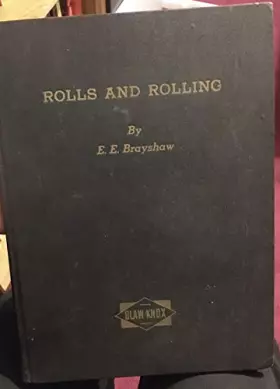 ROLLS AND ROLLING
By
E. E. Brayshaw
BLAW-KNOX